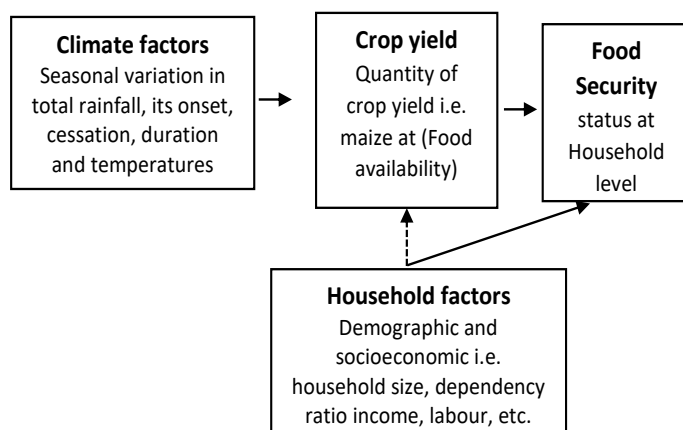 Climate factors
Seasonal variation in
total rainfall, its onset,
cessation, duration
and temperatures
Crop yield
Quantity of
crop yield i.e.
maize at (Food
availability)
Food
Security
status at
Household
level
Household factors
Demographic and
socioeconomic i.e.
household size, dependency
ratio income, labour, etc.